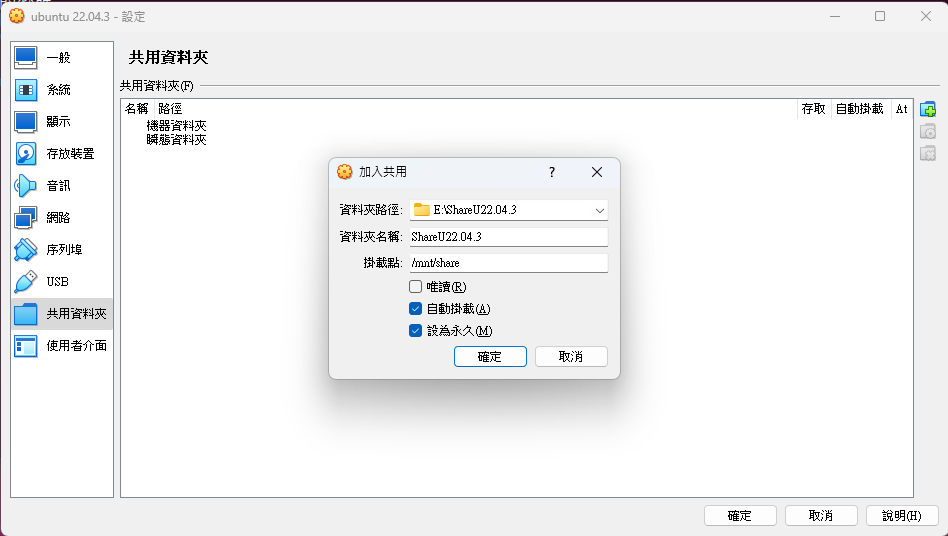 ubuntu 22.04.3 - 設定
一般
系統
顯示
存放裝置
音訊
網路
序列埠
USB
共用資料夾
使用者介面
共用資料夾
共用資料夾(F)
名稱 路徑 存取 自動掛載 At
機器資料夾
瞬態資料夾
加入共用 ?
資料夾路徑: E:\ShareU22.04.3
資料夾名稱: ShareU22.04.3
掛載點: /mnt/share
唯讀(R)
自動掛載(A)
設為永久(M)
確定 取消
確定 取消 說明(H)